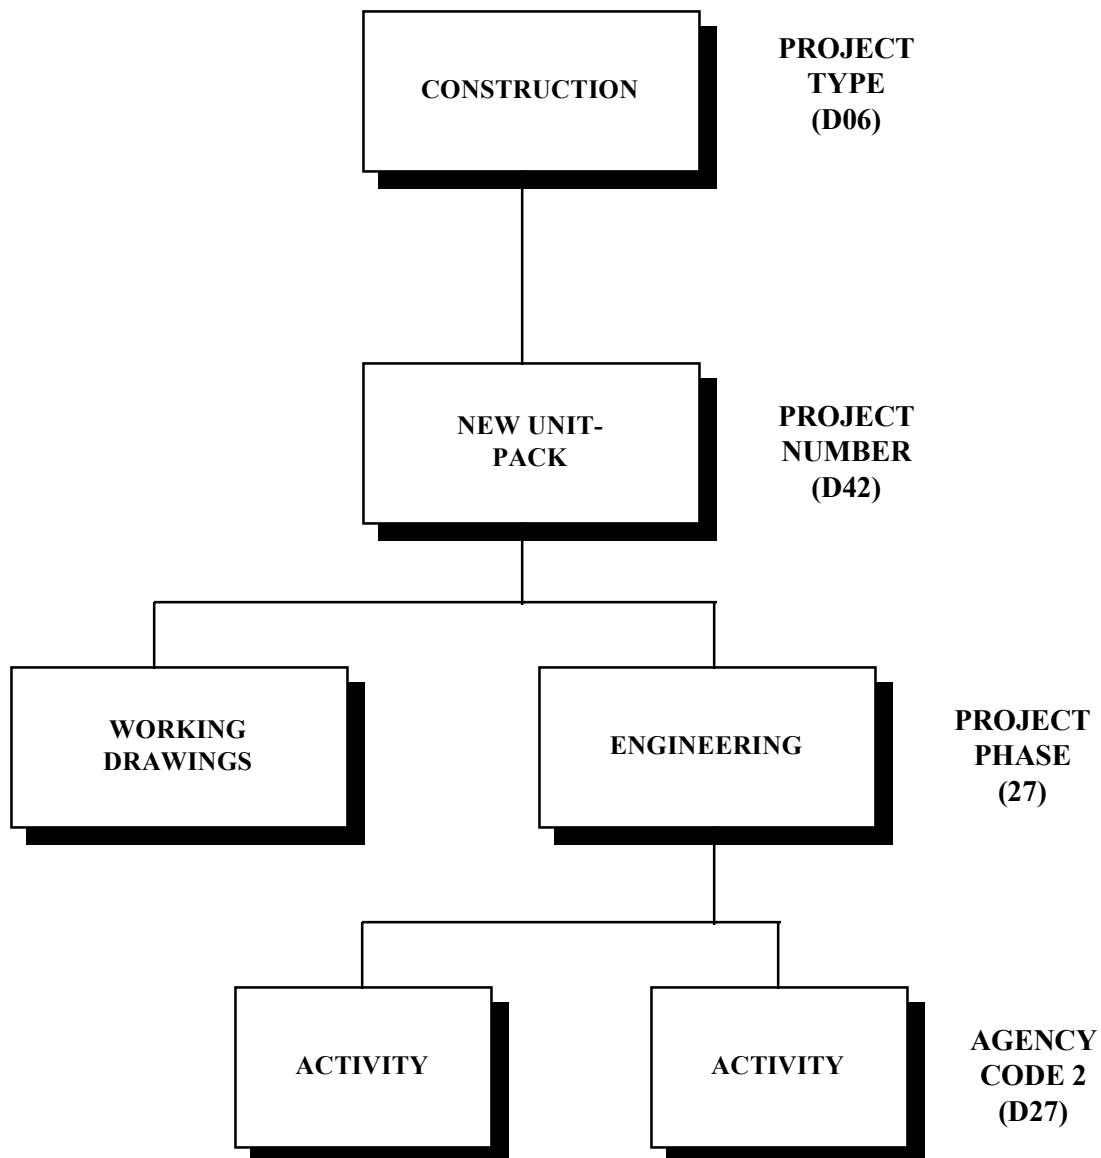 CONSTRUCTION
PROJECT
TYPE
(D06)
NEW UNIT-
PACK
PROJECT
NUMBER
(D42)
WORKING
DRAWINGS
ENGINEERING
PROJECT
PHASE
(27)
ACTIVITY
ACTIVITY
AGENCY
CODE 2
(D27)